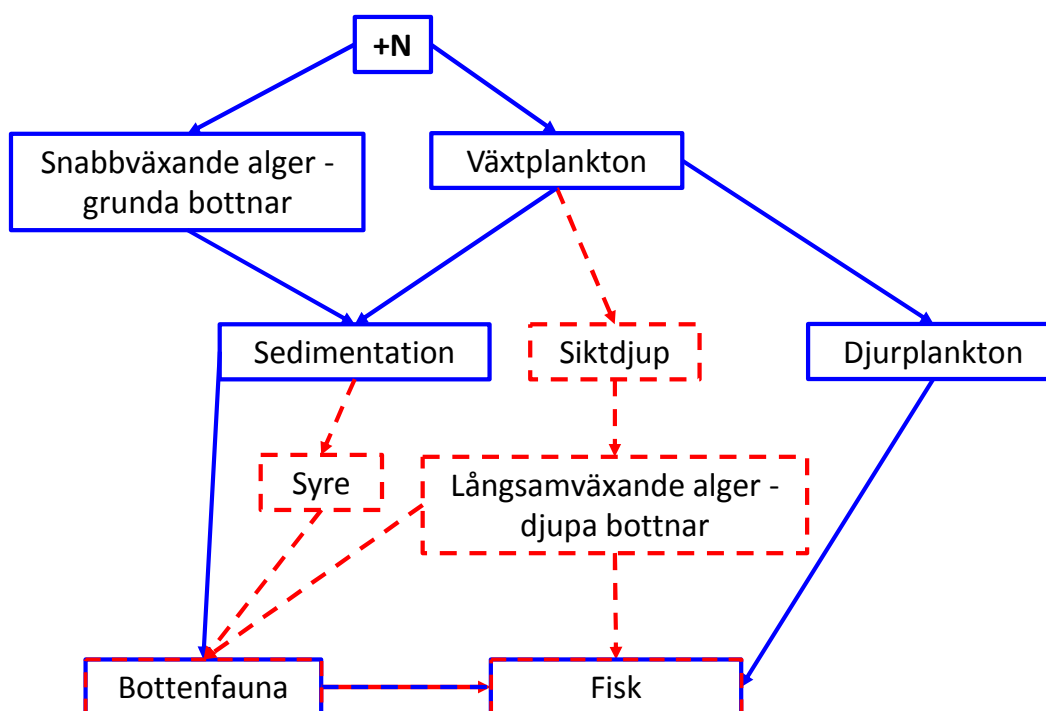 +N
Snabbväxande alger -
grunda bottnar
Växtplankton
Sedimentation
Siktdjup
Djurplankton
Syre
Långsamväxande alger -
djupa bottnar
Bottenfauna
Fisk